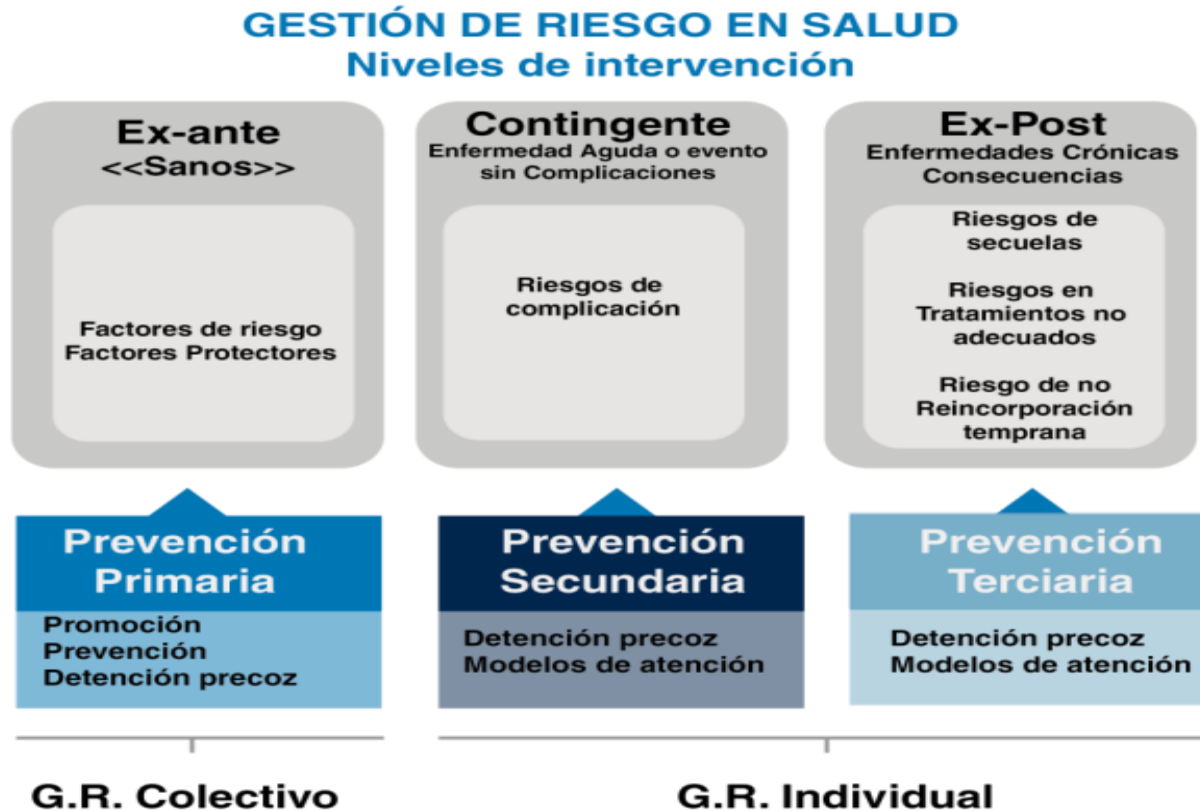 GESTIÓN DE RIESGO EN SALUD
Niveles de intervención
Ex-ante
<<Sanos>>
Factores de riesgo
Factores Protectores
Contingente
Enfermedad Aguda o evento
sin Complicaciones
Riesgos de
complicación
Ex-Post
Enfermedades Crónicas
Consecuencias
Riesgos de
secuelas
Riesgos en
Tratamientos no
adecuados
Riesgo de no
Reincorporación
temprana
Prevención
Primaria
Promoción
Prevención
Detención precoz
Prevención
Secundaria
Detención precoz
Modelos de atención
Prevención
Terciaria
Detención precoz
Modelos de atención
G.R. Colectivo
G.R. Individual